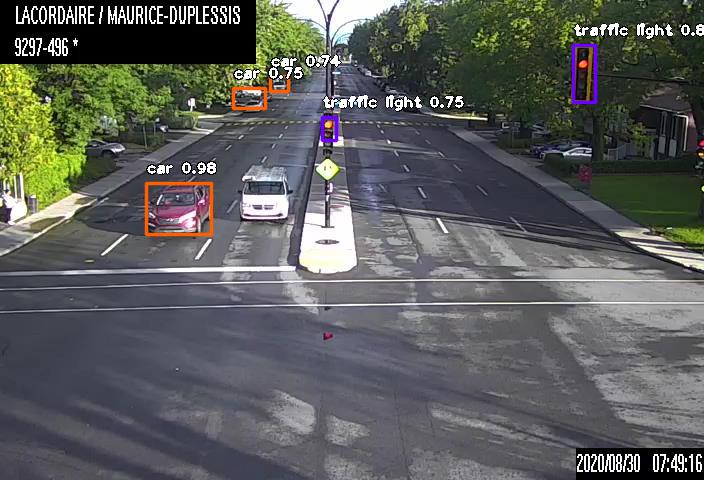 LACORDAIRE / MAURICE-DUPLESSIS
9297-496 *
traffic light 0.8
car 0.74
car 0.75
traffic light 0.75
car 0.98
2020/08/30 07:49:16